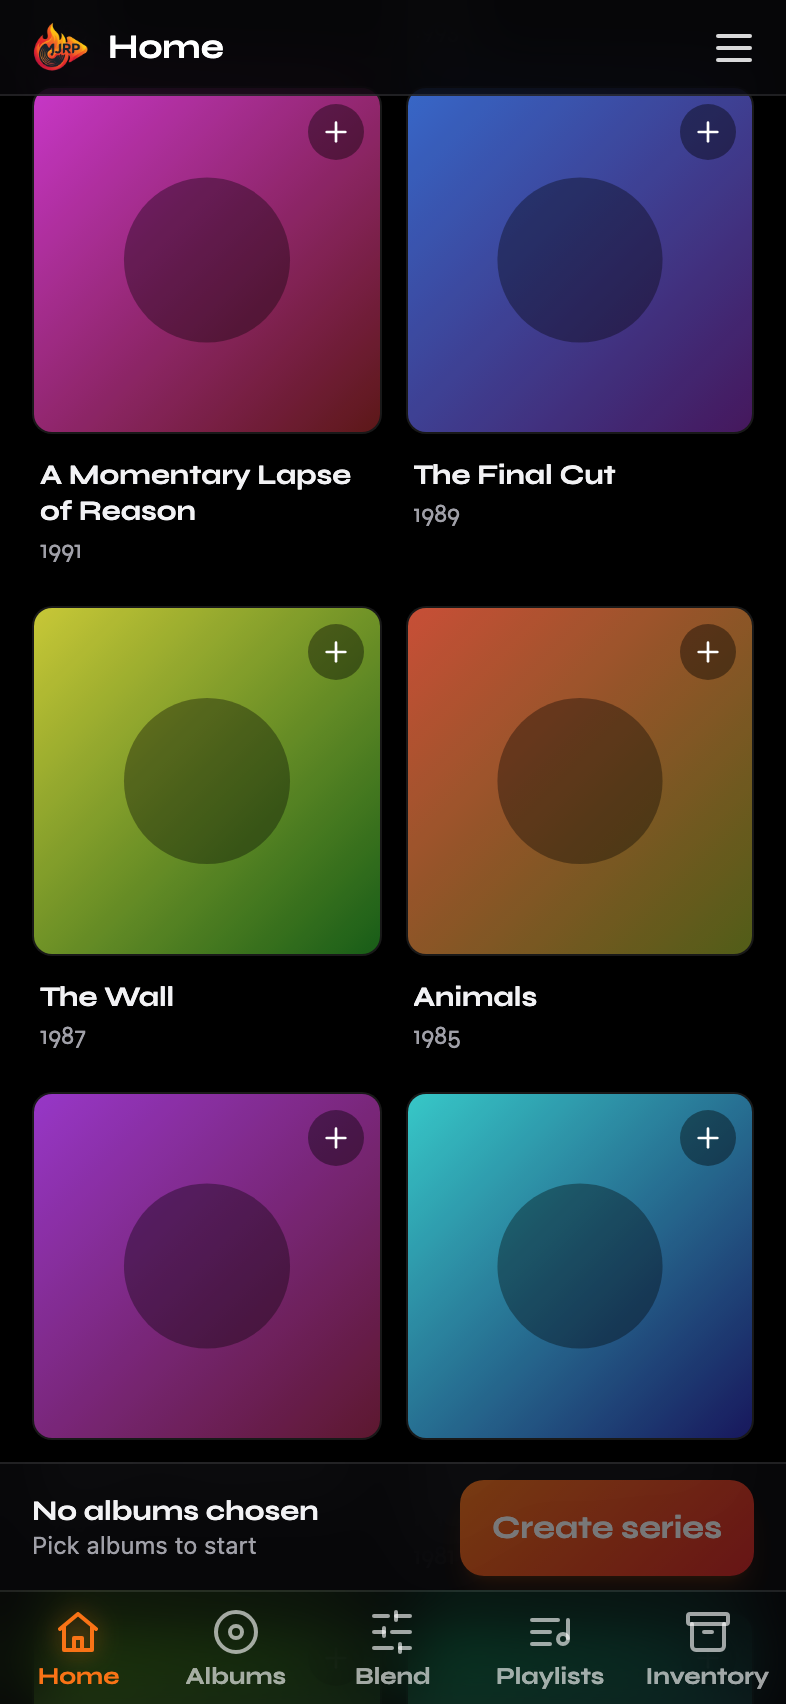 MJRP
Home
A Momentary Lapse
of Reason
1991
The Final Cut
1989
The Wall
1987
Animals
1985
No albums chosen
Pick albums to start
Create series
Home
Albums
Blend
Playlists
Inventory